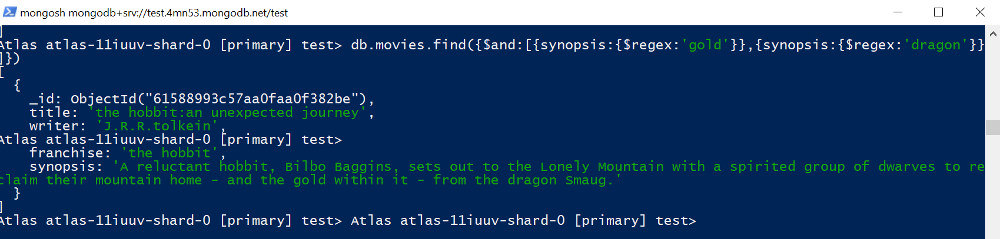 mongosh mongodb+srv://test.4mn53.mongodb.net/test
]
Atlas atlas-11iuuv-shard-0 [primary] test> db.movies.find({$and:[{synopsis:{$regex:'gold'}},{synopsis:{$regex:'dragon'}}
]})
[
  {
    _id: ObjectId("61588993c57aa0faa0f382be"),
    title: 'the hobbit:an unexpected journey',
    writer: 'J.R.R.tolkein',
Atlas atlas-11iuuv-shard-0 [primary] test>
    franchise: 'the hobbit',
    synopsis: 'A reluctant hobbit, Bilbo Baggins, sets out to the Lonely Mountain with a spirited group of dwarves to re
claim their mountain home - and the gold within it - from the dragon Smaug.'
  }
]
Atlas atlas-11iuuv-shard-0 [primary] test> Atlas atlas-11iuuv-shard-0 [primary] test>